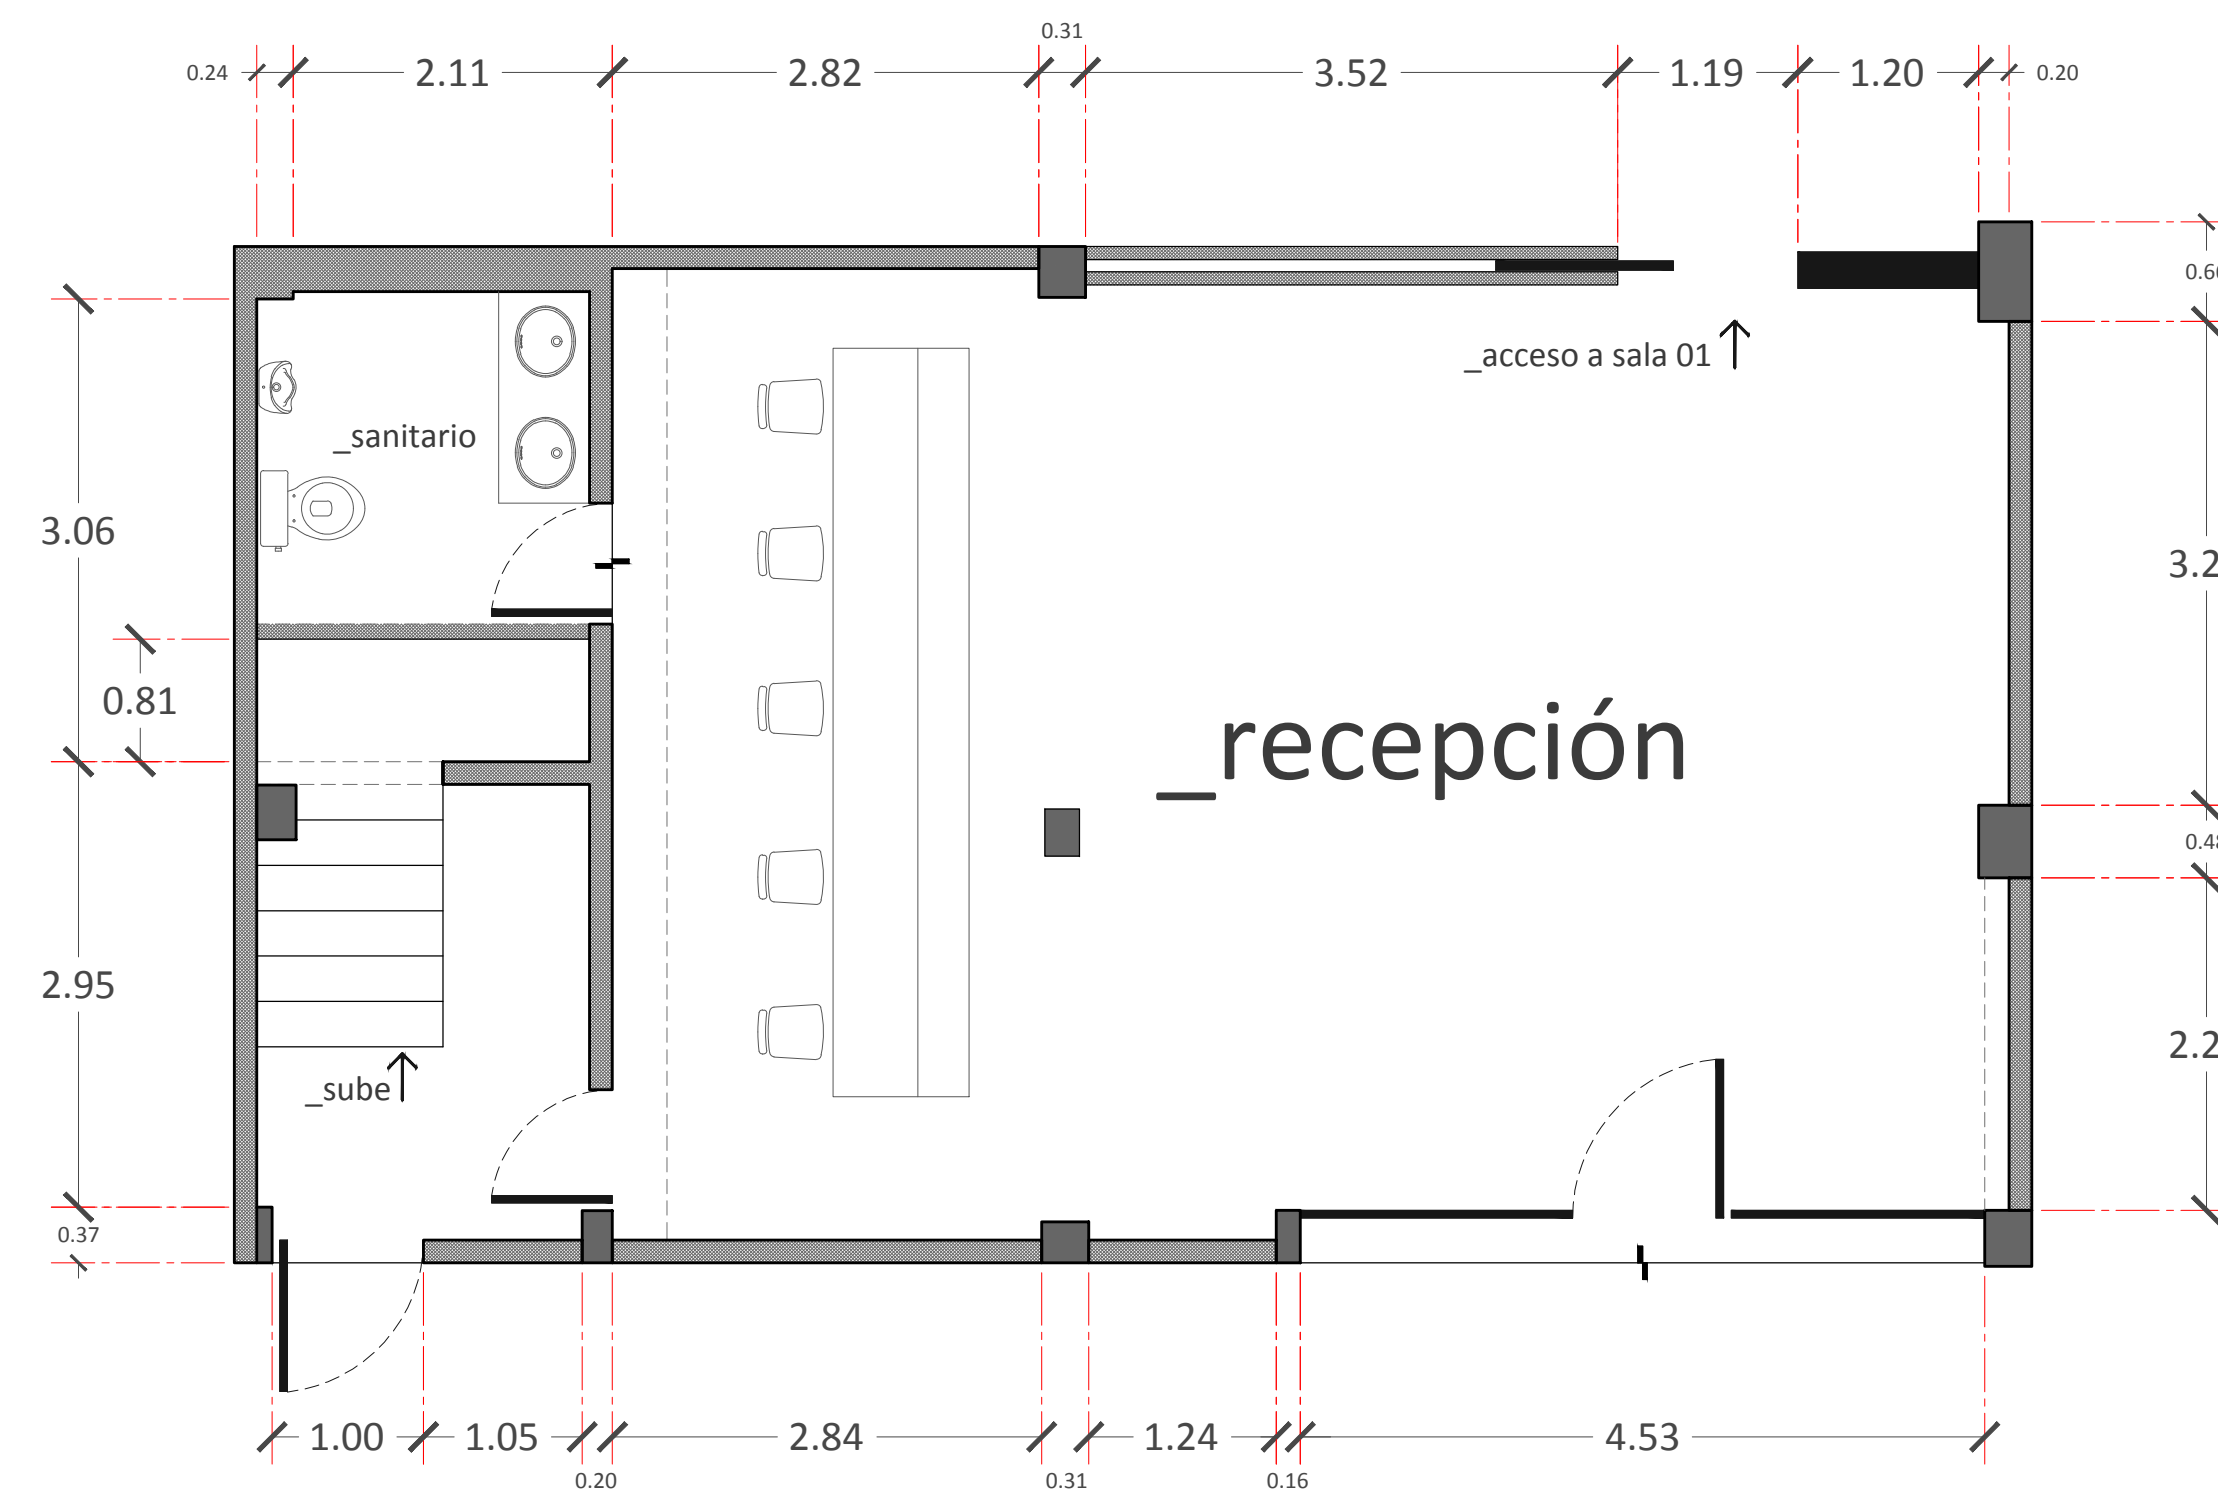 0.31
0.24 2.11 2.82 3.52 1.19 1.20 0.20
_acceso a sala 01
_sanitario
3.06
0.81
_recepción
2.95
_sube
0.37
1.00 1.05 2.84 1.24 4.53
0.20 0.31 0.16